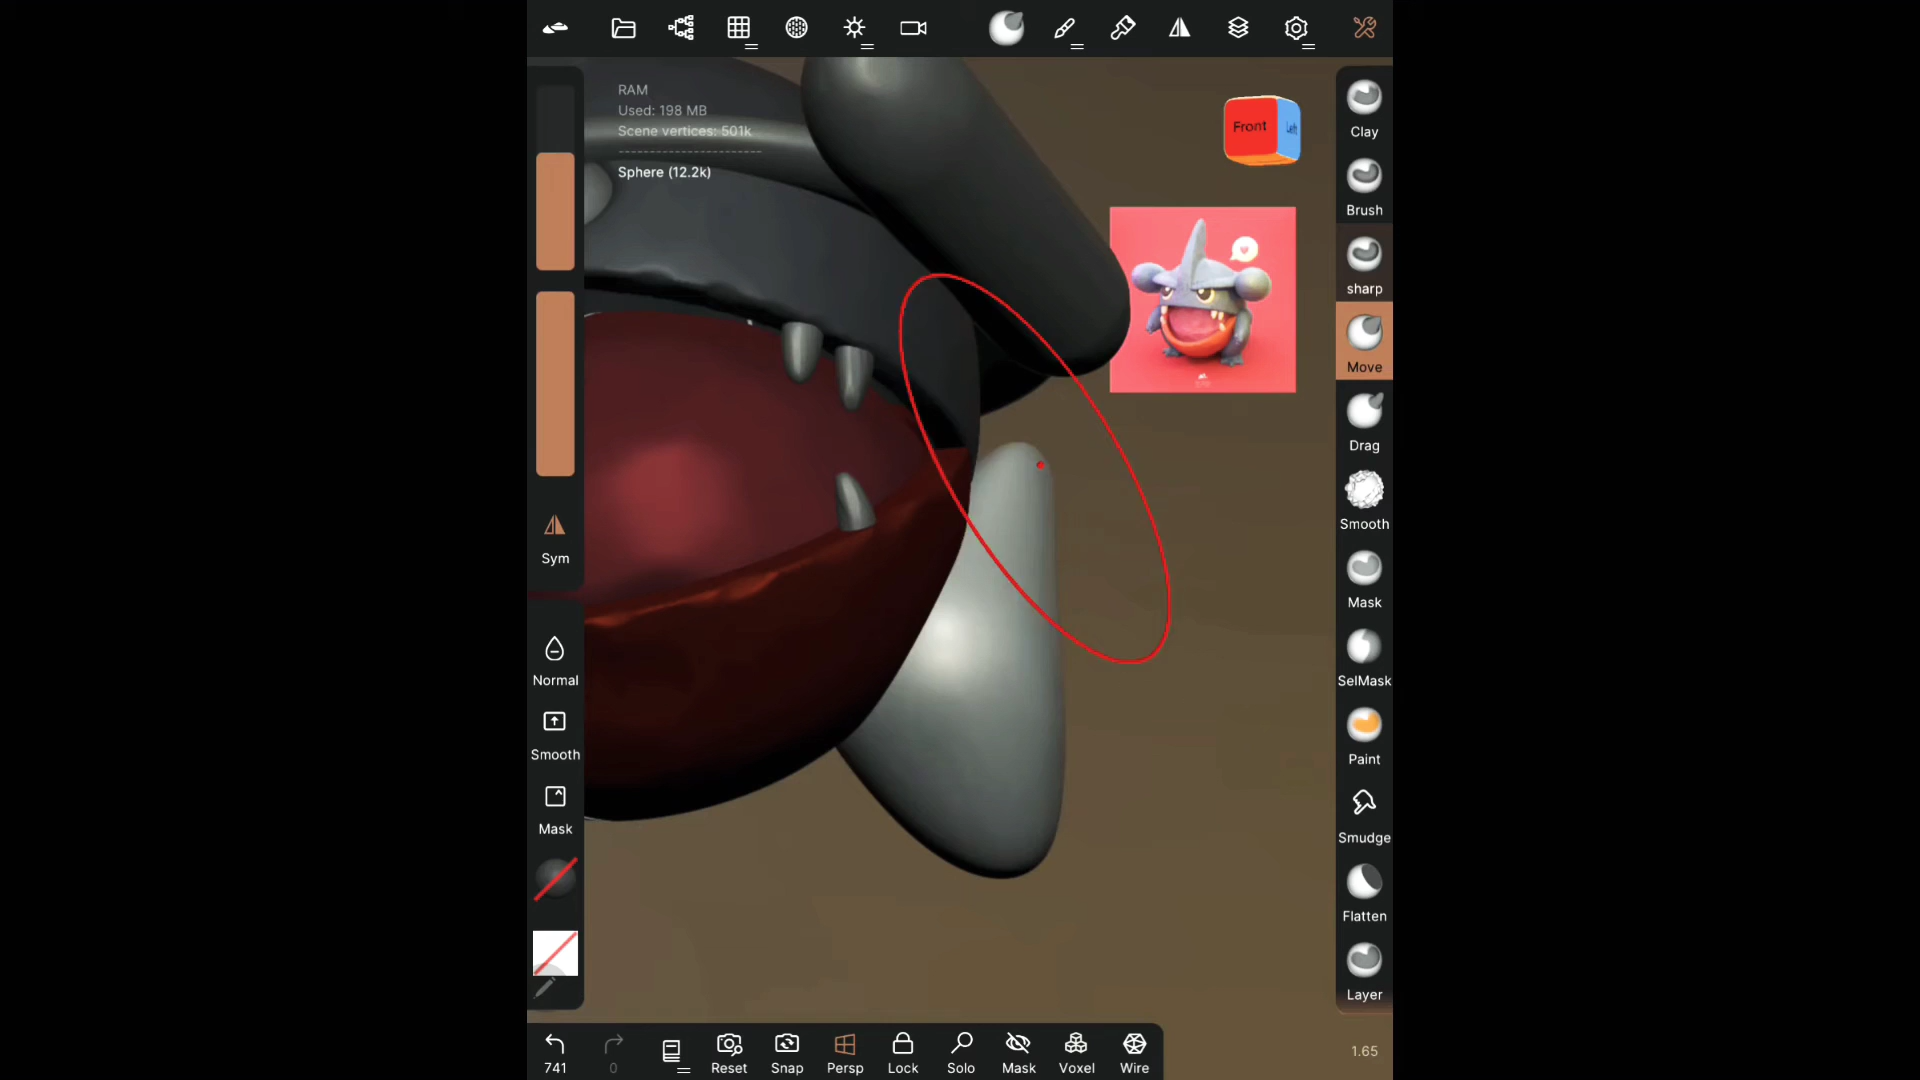 RAM
Used: 198 MB
Scene vertices: 501k
Sphere (12.2k)
Front
Left
Clay
Brush
sharp
Move
Drag
Smooth
Mask
SelMask
Paint
Smudge
Flatten
Layer
Sym
Normal
Smooth
Mask
741
0
Reset
Snap
Persp
Lock
Solo
Mask
Voxel
Wire
1.65